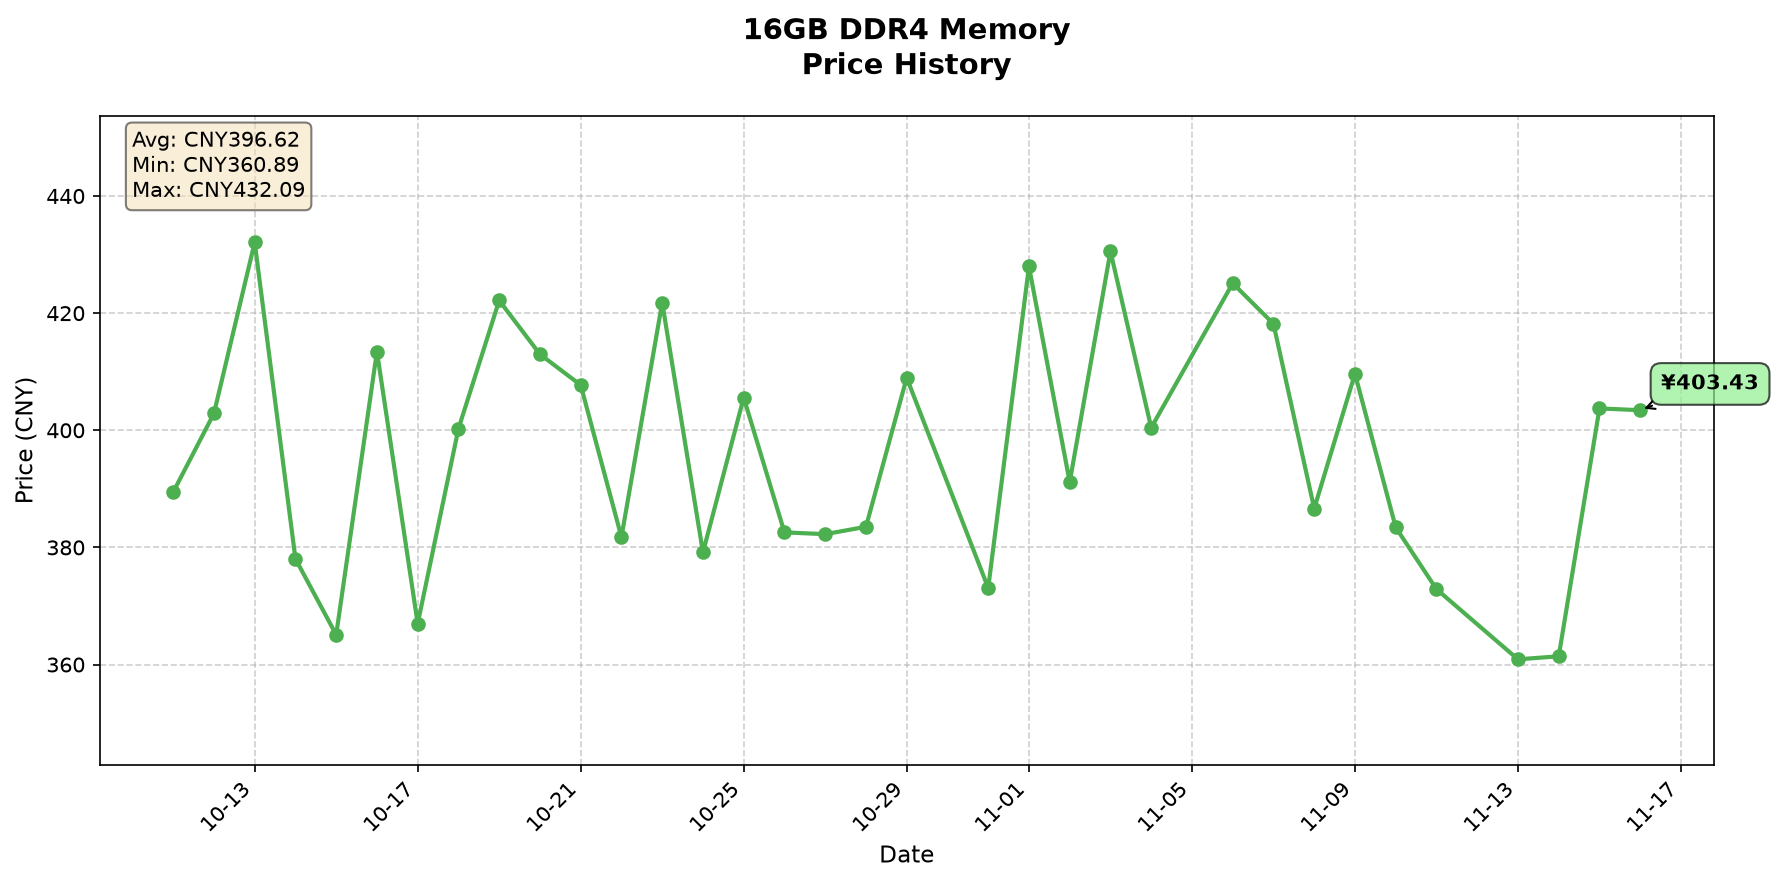 16GB DDR4 Memory
Price History
Avg: CNY396.62
Min: CNY360.89
Max: CNY432.09
440
420
400
380
360
Price (CNY)
¥403.43
10-13
10-17
10-21
10-25
10-29
11-01
11-05
11-09
11-13
11-17
Date